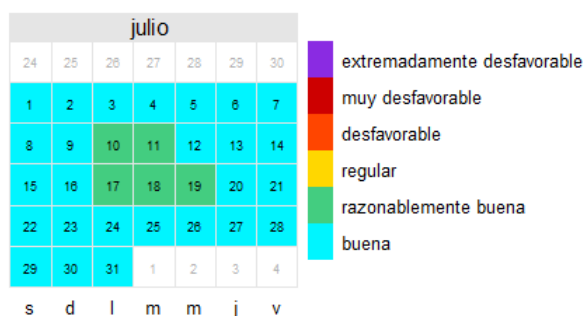 julio
24 25 26 27 28 29 30
1 2 3 4 5 6 7
8 9 10 11 12 13 14
15 16 17 18 19 20 21
22 23 24 25 26 27 28
29 30 31 1 2 3 4
s d l m m j v
extremadamente desfavorable
muy desfavorable
desfavorable
regular
razonablemente buena
buena